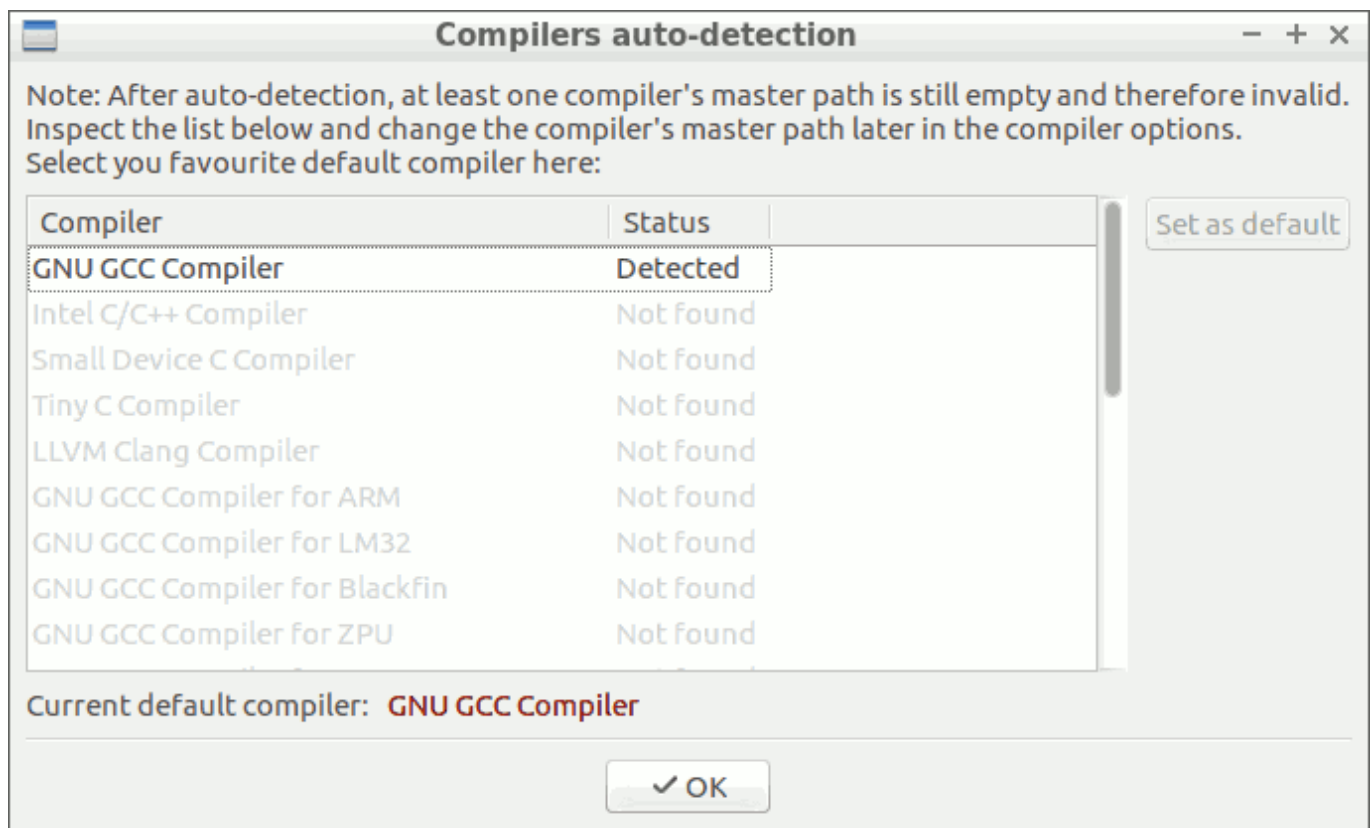 Compilers auto-detection
Note: After auto-detection, at least one compiler's master path is still empty and therefore invalid.
Inspect the list below and change the compiler's master path later in the compiler options.
Select you favourite default compiler here:
Compiler Status
Set as default
GNU GCC Compiler Detected
Intel C/C++ Compiler Not found
Small Device C Compiler Not found
Tiny C Compiler Not found
LLVM Clang Compiler Not found
GNU GCC Compiler for ARM Not found
GNU GCC Compiler for LM32 Not found
GNU GCC Compiler for Blackfin Not found
GNU GCC Compiler for ZPU Not found
Current default compiler: GNU GCC Compiler
OK